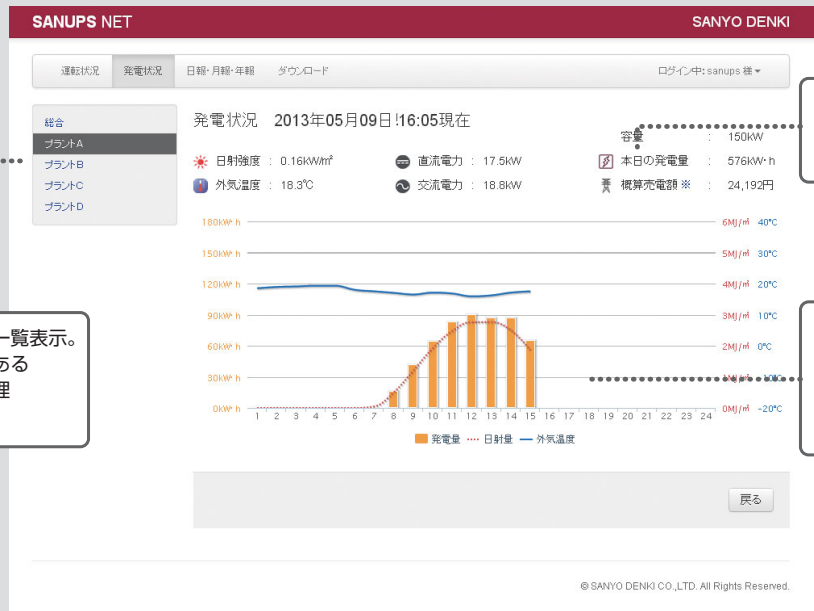 SANUPS NET
SANYO DENKI
運転状況 発電状況 日報・月報・年報 ダウンロード ログイン中: sanups 様
総合
プラントA
プラントB
プラントC
プラントD
発電状況 2013年05月09日!16:05現在
容量 : 150kW
日射強度 : 0.16kW/㎡ 直流電力 : 17.5kW 本日の発電量 : 576kW・h
外気温度 : 18.3℃ 交流電力 : 18.8kW 概算売電額 ※ : 24,192円
180kW・h 6MJ/㎡ 40℃
150kW・h 5MJ/㎡ 30℃
120kW・h 4MJ/㎡ 20℃
90kW・h 3MJ/㎡ 10℃
60kW・h 2MJ/㎡ 0℃
30kW・h 1MJ/㎡ -10℃
0kW・h 0MJ/㎡ -20℃
1 2 3 4 5 6 7 8 9 10 11 12 13 14 15 16 17 18 19 20 21 22 23 24
発電量 日射量 外気温度
一覧表示。
ある
理
戻る
© SANYO DENKI CO.,LTD. All Rights Reserved.